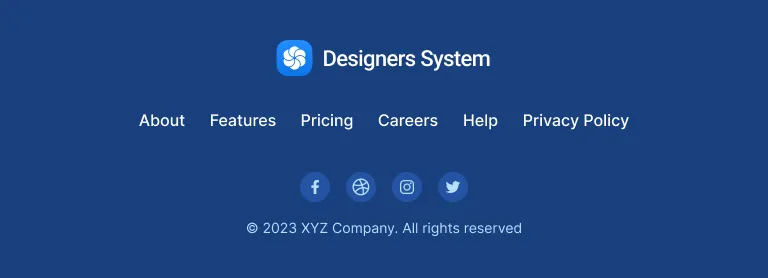 Designers System
About Features Pricing Careers Help Privacy Policy
© 2023 XYZ Company. All rights reserved